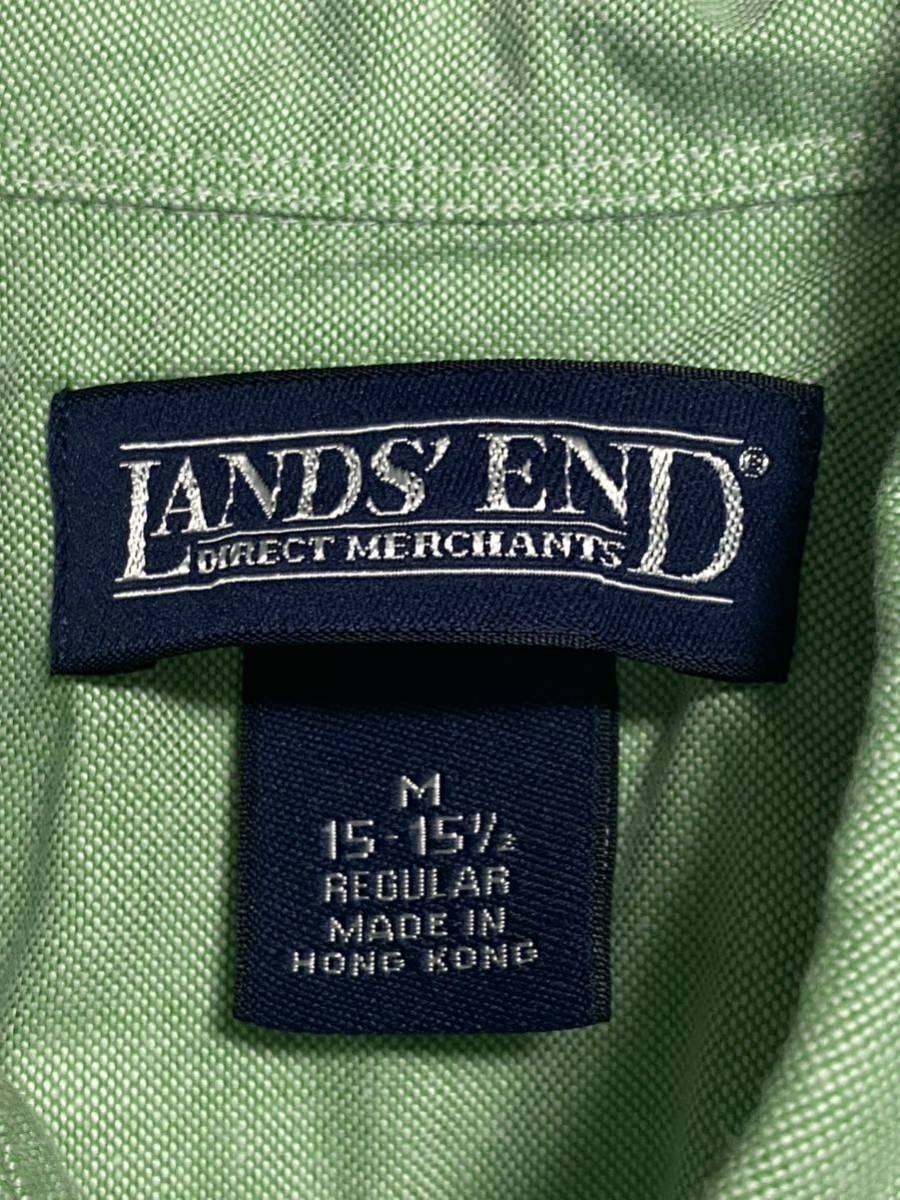 LANDS' END®
DIRECT MERCHANTS
M
15-15½
REGULAR
MADE IN
HONG KONG